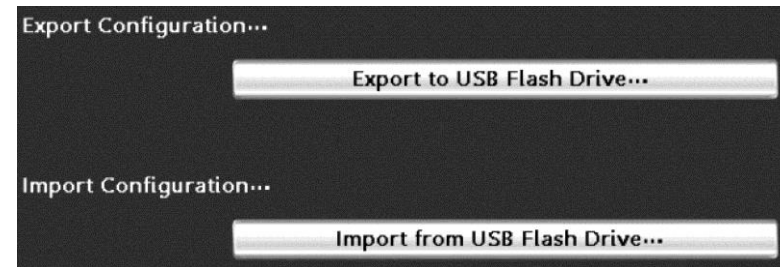 Export Configuration···
Export to USB Flash Drive···
Import Configuration···
Import from USB Flash Drive···